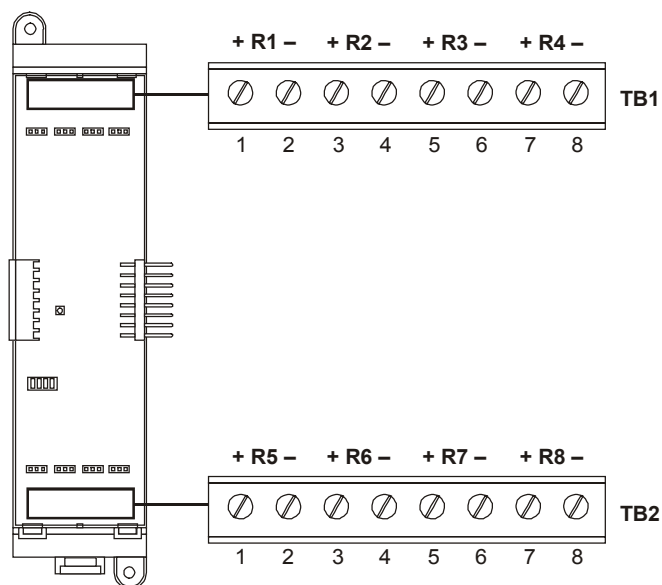 + R1 – + R2 – + R3 – + R4 –
TB1
1 2 3 4 5 6 7 8
+ R5 – + R6 – + R7 – + R8 –
TB2
1 2 3 4 5 6 7 8